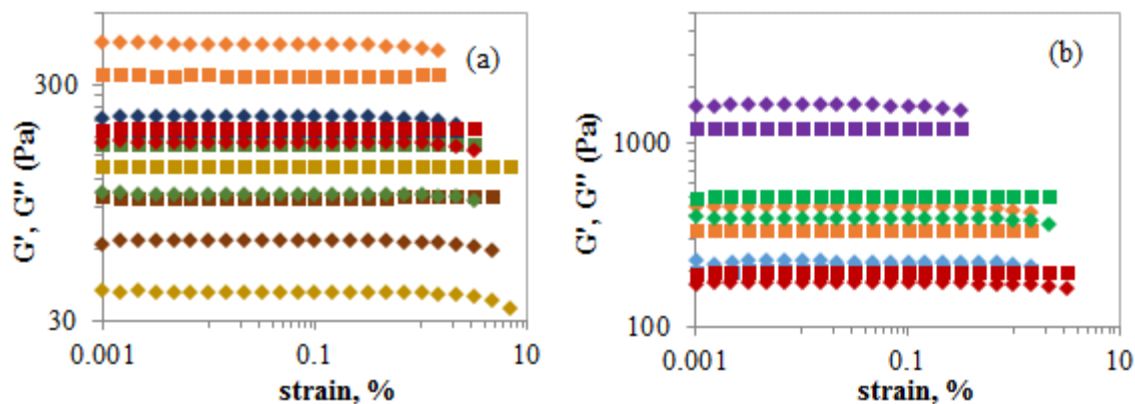 (a)
300
30
G', G" (Pa)
0.001 0.1 10
strain, %
(b)
1000
100
G', G" (Pa)
0.001 0.1 10
strain, %